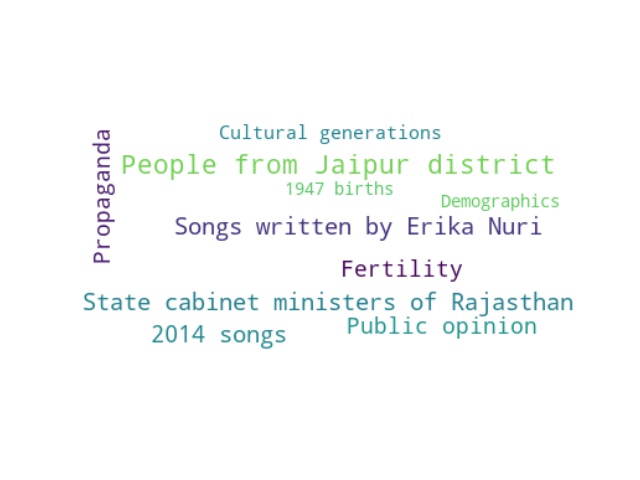 Propaganda
Cultural generations
People from Jaipur district
1947 births
Demographics
Songs written by Erika Nuri
Fertility
State cabinet ministers of Rajasthan
2014 songs
Public opinion